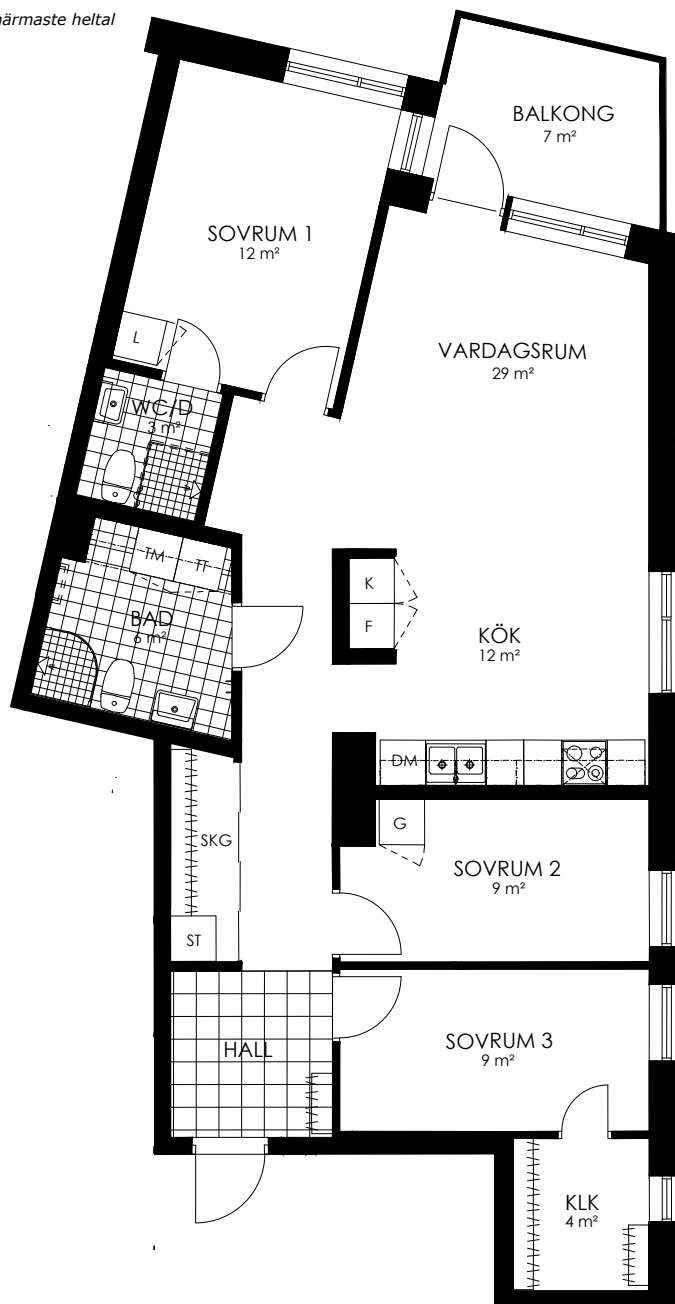 närmaste heltal
BALKONG
7 m²
SOVRUM 1
12 m²
VARDAGSRUM
29 m²
L
WC/D
3 m²
TM
TT
BAD
6 m²
K
F
KÖK
12 m²
DM
G
SKG
SOVRUM 2
9 m²
ST
HALL
SOVRUM 3
9 m²
KLK
4 m²